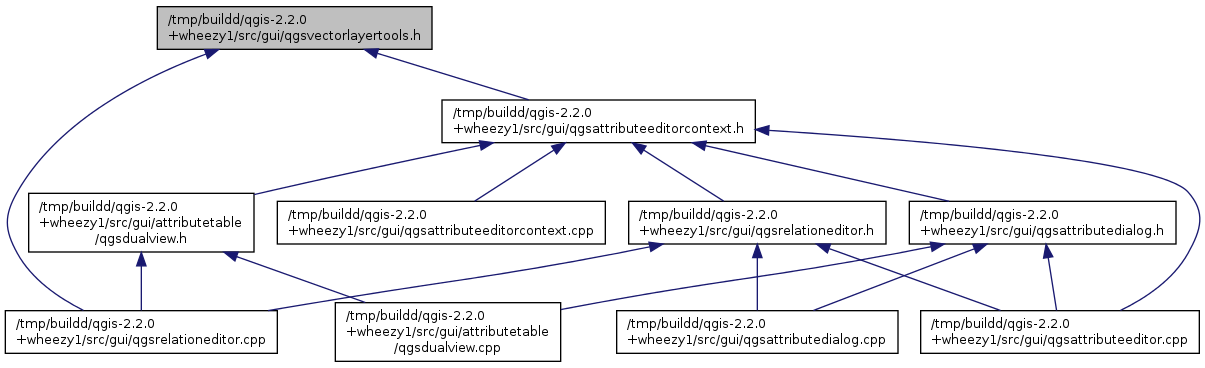 /tmp/buildd/qgis-2.2.0
+wheezy1/src/gui/qgsvectorlayertools.h
/tmp/buildd/qgis-2.2.0
+wheezy1/src/gui/qgsattributeeditorcontext.h
/tmp/buildd/qgis-2.2.0
+wheezy1/src/gui/attributetable
/qgsdualview.h
/tmp/buildd/qgis-2.2.0
+wheezy1/src/gui/qgsattributeeditorcontext.cpp
/tmp/buildd/qgis-2.2.0
+wheezy1/src/gui/qgsrelationeditor.h
/tmp/buildd/qgis-2.2.0
+wheezy1/src/gui/qgsattributedialog.h
/tmp/buildd/qgis-2.2.0
+wheezy1/src/gui/qgsrelationeditor.cpp
/tmp/buildd/qgis-2.2.0
+wheezy1/src/gui/attributetable
/qgsdualview.cpp
/tmp/buildd/qgis-2.2.0
+wheezy1/src/gui/qgsattributedialog.cpp
/tmp/buildd/qgis-2.2.0
+wheezy1/src/gui/qgsattributeeditor.cpp